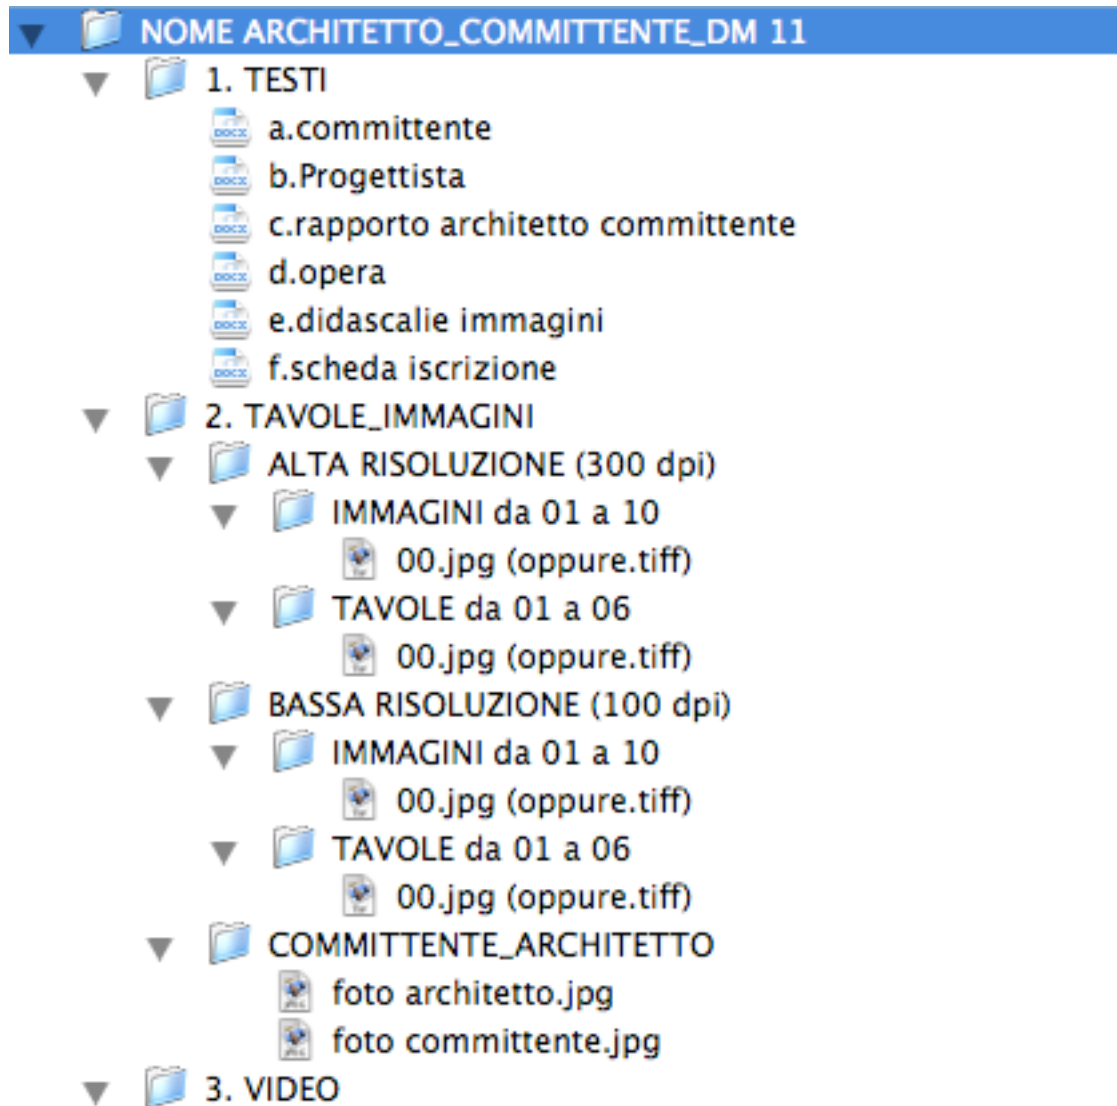 NOME ARCHITETTO_COMMITTENTE_DM 11
1. TESTI
a.committente
b.Progettista
c.rapporto architetto committente
d.opera
e.didascalie immagini
f.scheda iscrizione
2. TAVOLE_IMMAGINI
ALTA RISOLUZIONE (300 dpi)
IMMAGINI da 01 a 10
00.jpg (oppure.tiff)
TAVOLE da 01 a 06
00.jpg (oppure.tiff)
BASSA RISOLUZIONE (100 dpi)
IMMAGINI da 01 a 10
00.jpg (oppure.tiff)
TAVOLE da 01 a 06
00.jpg (oppure.tiff)
COMMITTENTE_ARCHITETTO
foto architetto.jpg
foto committente.jpg
3. VIDEO